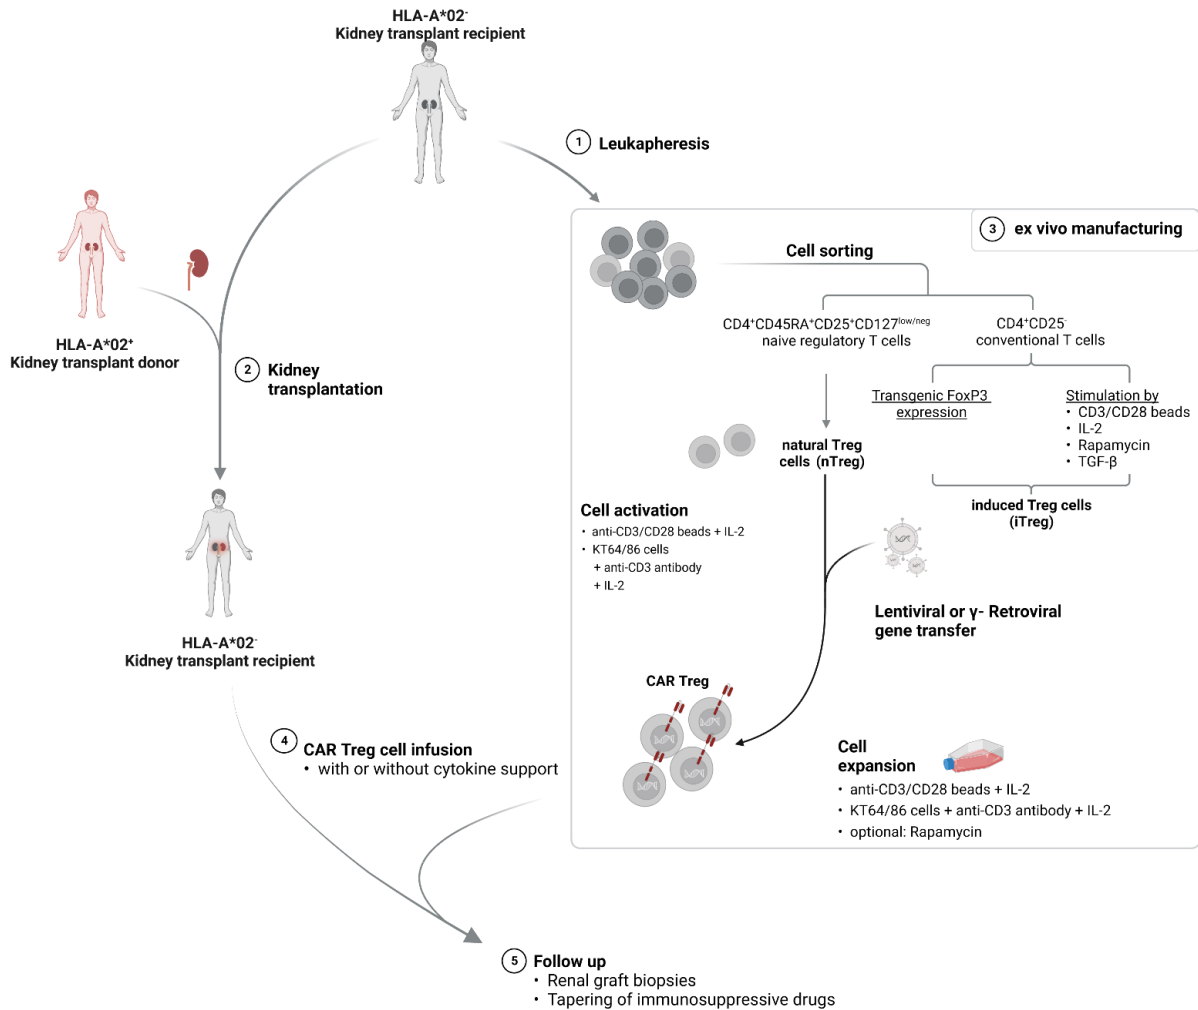 HLA-A*02⁻
Kidney transplant recipient
1 Leukapheresis
HLA-A*02⁺
Kidney transplant donor
2 Kidney
transplantation
HLA-A*02⁻
Kidney transplant recipient
3 ex vivo manufacturing
Cell sorting
CD4⁺CD45RA⁺CD25⁺CD127ˡᵒʷ/ⁿᵉᵍ
naive regulatory T cells
CD4⁺CD25⁻
conventional T cells
Transgenic FoxP3
expression
Stimulation by
• CD3/CD28 beads
• IL-2
• Rapamycin
• TGF-β
natural Treg
cells (nTreg)
induced Treg cells
(iTreg)
Cell activation
• anti-CD3/CD28 beads + IL-2
• KT64/86 cells
+ anti-CD3 antibody
+ IL-2
Lentiviral or γ- Retroviral
gene transfer
CAR Treg
Cell
expansion
• anti-CD3/CD28 beads + IL-2
• KT64/86 cells + anti-CD3 antibody + IL-2
• optional: Rapamycin
4 CAR Treg cell infusion
• with or without cytokine support
5 Follow up
• Renal graft biopsies
• Tapering of immunosuppressive drugs